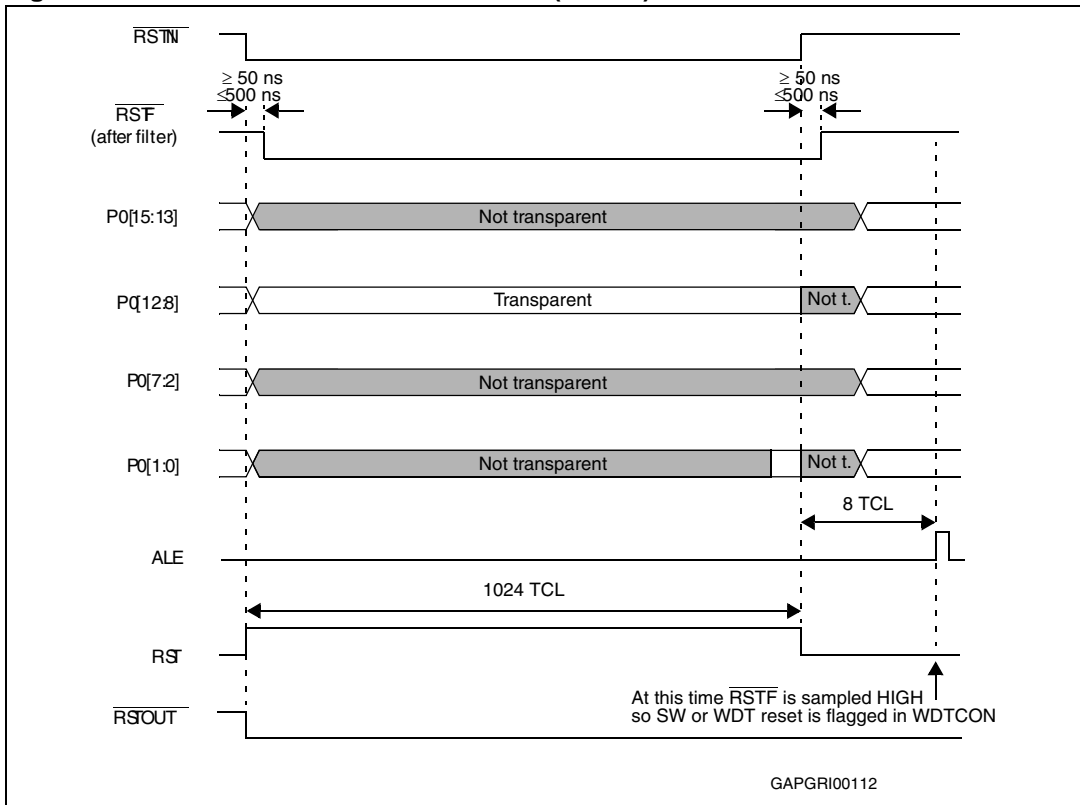 RSTIN
≥ 50 ns
≤500 ns
≥ 50 ns
≤500 ns
RSTF
(after filter)
P0[15:13]
Not transparent
P0[12:8]
Transparent
Not t.
P0[7:2]
Not transparent
P0[1:0]
Not transparent
Not t.
8 TCL
ALE
1024 TCL
RST
At this time RSTF is sampled HIGH
so SW or WDT reset is flagged in WDTCON
RSTOUT
GAPGRI00112